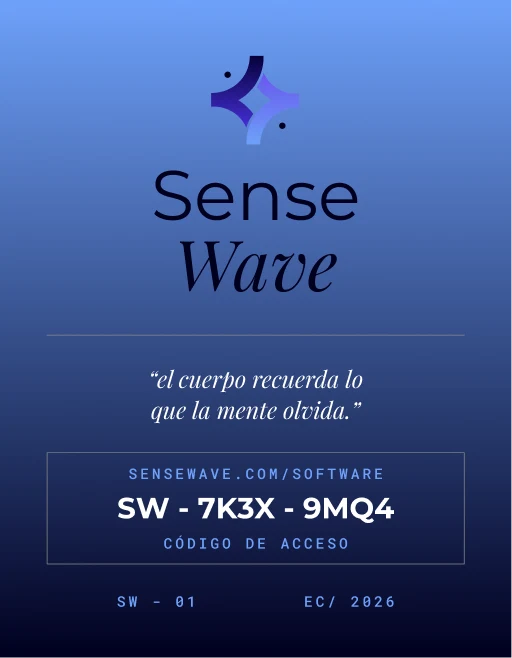 Sense
Wave
“el cuerpo recuerda lo
que la mente olvida.”
SENSEWAVE.COM/SOFTWARE
SW - 7K3X - 9MQ4
CÓDIGO DE ACCESO
SW - 01 EC/ 2026